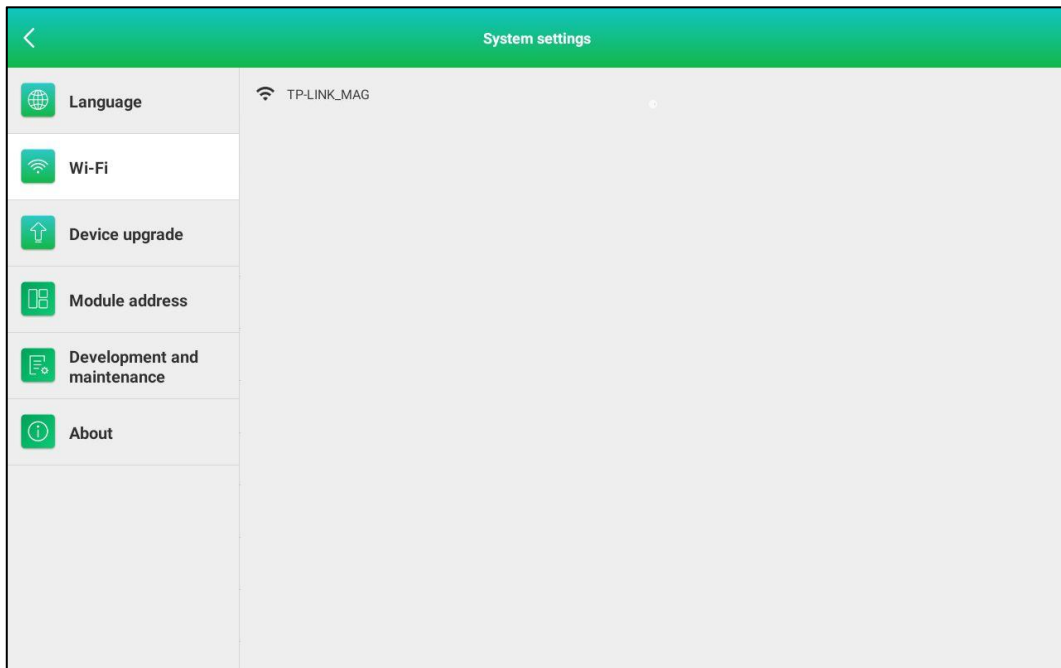 System settings
Language
TP-LINK_MAG
Wi-Fi
Device upgrade
Module address
Development and
maintenance
About